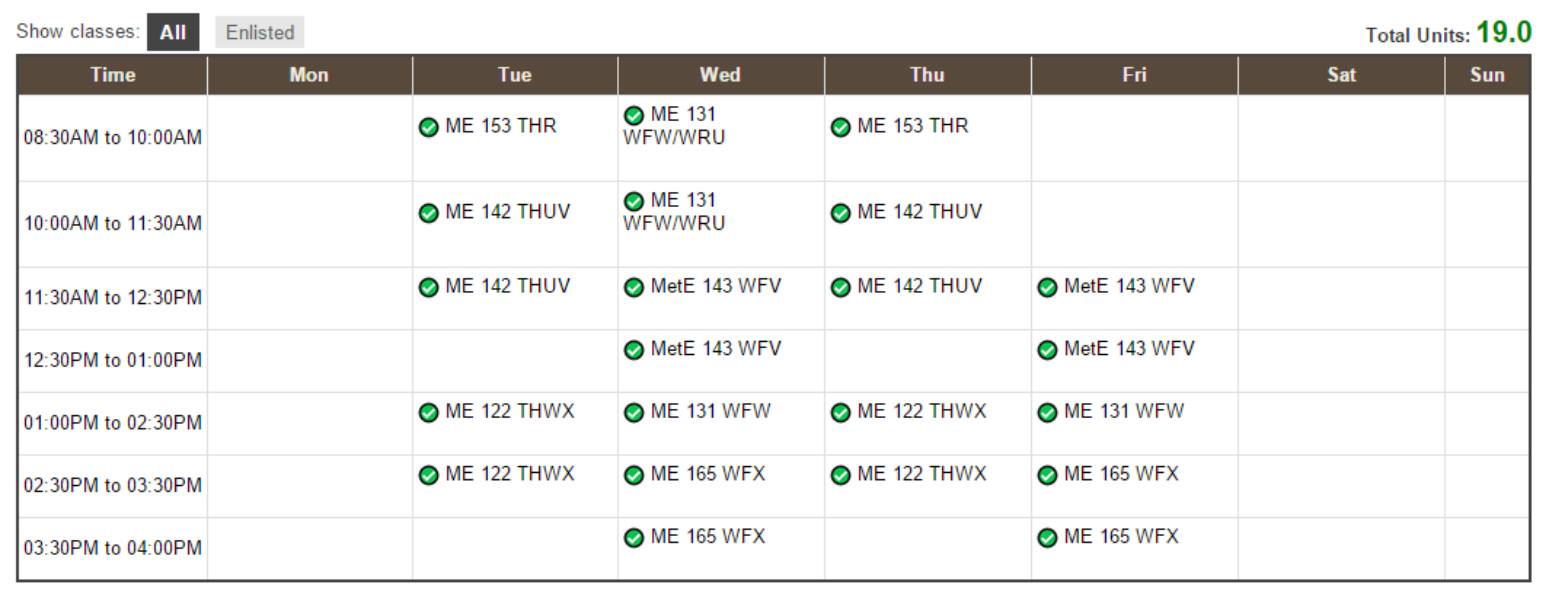 Show classes: All Enlisted Total Units: 19.0
Time Mon Tue Wed Thu Fri Sat Sun
08:30AM to 10:00AM ME 153 THR ME 131 WFW/WRU ME 153 THR
10:00AM to 11:30AM ME 142 THUV ME 131 WFW/WRU ME 142 THUV
11:30AM to 12:30PM ME 142 THUV MetE 143 WFV ME 142 THUV MetE 143 WFV
12:30PM to 01:00PM MetE 143 WFV MetE 143 WFV
01:00PM to 02:30PM ME 122 THWX ME 131 WFW ME 122 THWX ME 131 WFW
02:30PM to 03:30PM ME 122 THWX ME 165 WFX ME 122 THWX ME 165 WFX
03:30PM to 04:00PM ME 165 WFX ME 165 WFX